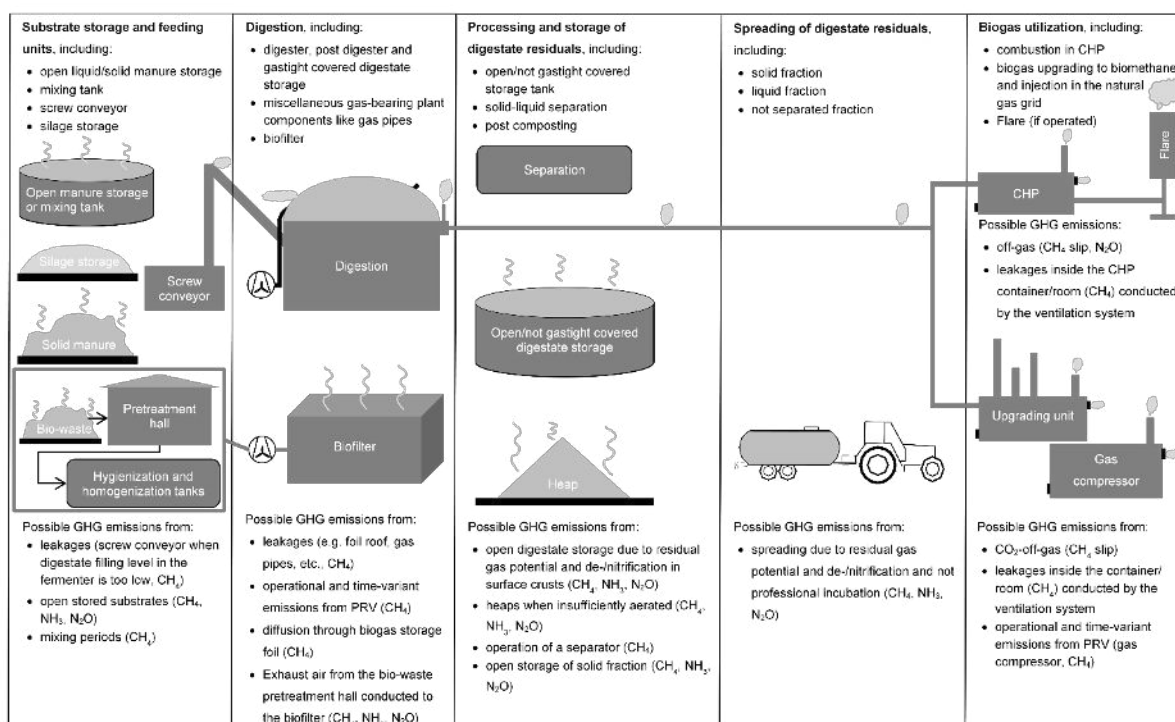 Substrate storage and feeding
units, including:
• open liquid/solid manure storage
• mixing tank
• screw conveyor
• silage storage
Open manure storage
or mixing tank
Silage storage
Screw
conveyor
Solid manure
Bio-waste
Pretreatment
hall
Hygienization and
homogenization tanks
Possible GHG emissions from:
• leakages (screw conveyor when
digestate filling level in the
fermenter is too low, CH₄)
• open stored substrates (CH₄,
NH₃, N₂O)
• mixing periods (CH₄)
Digestion, including:
• digester, post digester and
gastight covered digestate
storage
• miscellaneous gas-bearing plant
components like gas pipes
• biofilter
Digestion
Biofilter
Possible GHG emissions from:
• leakages (e.g. foil roof, gas
pipes, etc., CH₄)
• operational and time-variant
emissions from PRV (CH₄)
• diffusion through biogas storage
foil (CH₄)
• Exhaust air from the bio-waste
pretreatment hall conducted to
the biofilter (CH₄, NH₃, N₂O)
Processing and storage of
digestate residuals, including:
• open/not gastight covered
storage tank
• solid-liquid separation
• post composting
Separation
Open/not gastight covered
digestate storage
Heap
Possible GHG emissions from:
• open digestate storage due to residual
gas potential and de-/nitrification in
surface crusts (CH₄, NH₃, N₂O)
• heaps when insufficiently aerated (CH₄,
NH₃, N₂O)
• operation of a separator (CH₄)
• open storage of solid fraction (CH₄, NH₃,
N₂O)
Spreading of digestate residuals,
including:
• solid fraction
• liquid fraction
• not separated fraction
Possible GHG emissions from:
• spreading due to residual gas
potential and de-/nitrification and not
professional incubation (CH₄, NH₃,
N₂O)
Biogas utilization, including:
• combustion in CHP
• biogas upgrading to biomethane
and injection in the natural
gas grid
• Flare (if operated)
Flare
CHP
Possible GHG emissions:
• off-gas (CH₄ slip, N₂O)
• leakages inside the CHP
container/room (CH₄) conducted
by the ventilation system
Upgrading unit
Gas
compressor
Possible GHG emissions from:
• CO₂-off-gas (CH₄ slip)
• leakages inside the container/
room (CH₄) conducted by the
ventilation system
• operational and time-variant
emissions from PRV (gas
compressor, CH₄)